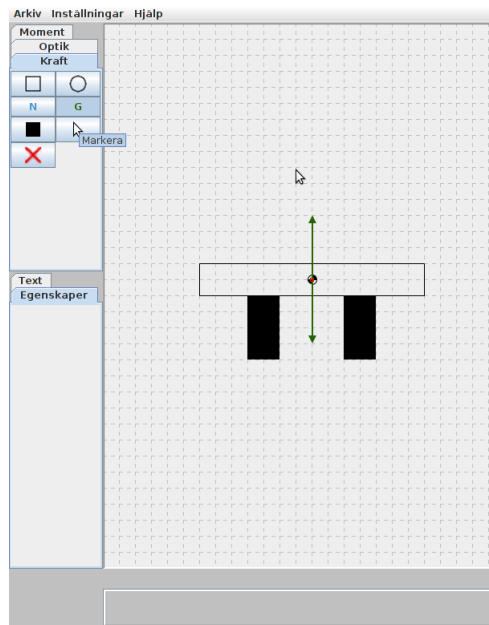 Arkiv Inställningar Hjälp
Moment
Optik
Kraft
N G
Markera
Text
Egenskaper